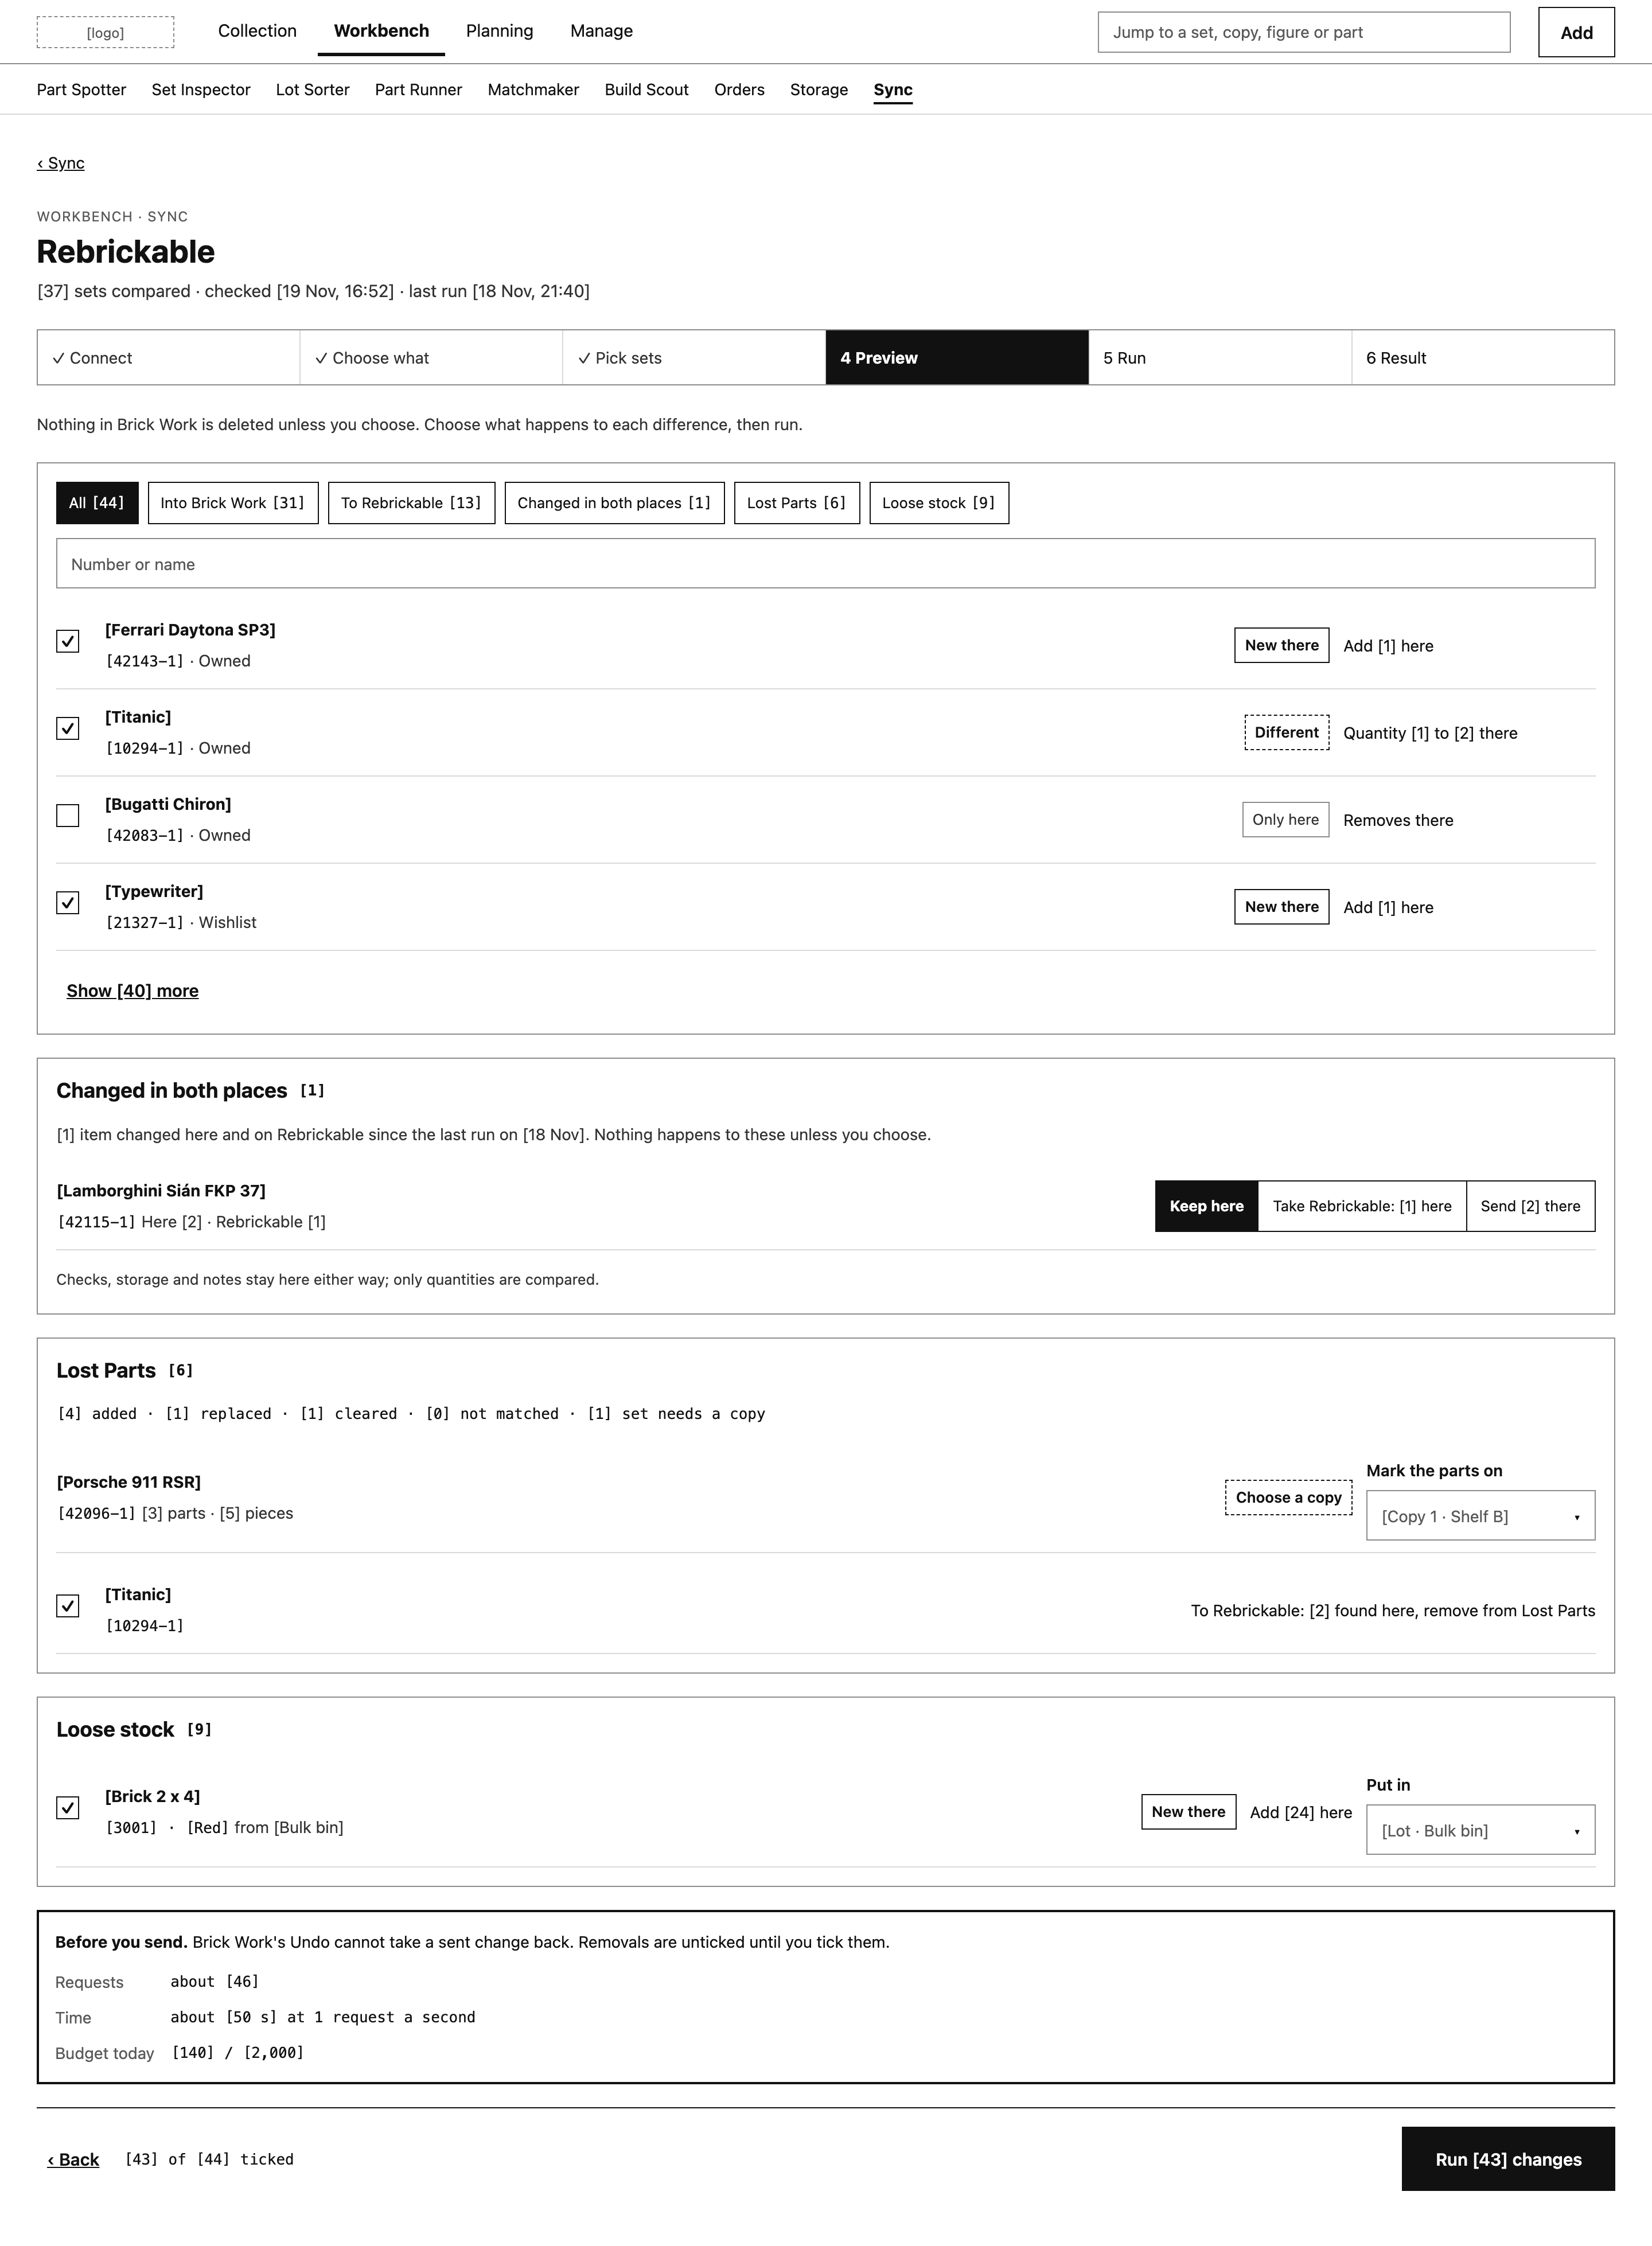 [logo]
Collection
Workbench
Planning
Manage
Jump to a set, copy, figure or part
Add
Part Spotter
Set Inspector
Lot Sorter
Part Runner
Matchmaker
Build Scout
Orders
Storage
Sync
‹ Sync
WORKBENCH · SYNC
Rebrickable
[37] sets compared · checked [19 Nov, 16:52] · last run [18 Nov, 21:40]
✓ Connect
✓ Choose what
✓ Pick sets
4 Preview
5 Run
6 Result
Nothing in Brick Work is deleted unless you choose. Choose what happens to each difference, then run.
All [44]
Into Brick Work [31]
To Rebrickable [13]
Changed in both places [1]
Lost Parts [6]
Loose stock [9]
Number or name
[Ferrari Daytona SP3]
[42143-1] · Owned
New there
Add [1] here
[Titanic]
[10294-1] · Owned
Different
Quantity [1] to [2] there
[Bugatti Chiron]
[42083-1] · Owned
Only here
Removes there
[Typewriter]
[21327-1] · Wishlist
New there
Add [1] here
Show [40] more
Changed in both places [1]
[1] item changed here and on Rebrickable since the last run on [18 Nov]. Nothing happens to these unless you choose.
[Lamborghini Sián FKP 37]
[42115-1] Here [2] · Rebrickable [1]
Keep here
Take Rebrickable: [1] here
Send [2] there
Checks, storage and notes stay here either way; only quantities are compared.
Lost Parts [6]
[4] added · [1] replaced · [1] cleared · [0] not matched · [1] set needs a copy
[Porsche 911 RSR]
[42096-1] [3] parts · [5] pieces
Choose a copy
Mark the parts on
[Copy 1 · Shelf B]
[Titanic]
[10294-1]
To Rebrickable: [2] found here, remove from Lost Parts
Loose stock [9]
[Brick 2 x 4]
[3001] · [Red] from [Bulk bin]
New there
Add [24] here
Put in
[Lot · Bulk bin]
Before you send. Brick Work's Undo cannot take a sent change back. Removals are unticked until you tick them.
Requests about [46]
Time about [50 s] at 1 request a second
Budget today [140] / [2,000]
‹ Back
[43] of [44] ticked
Run [43] changes